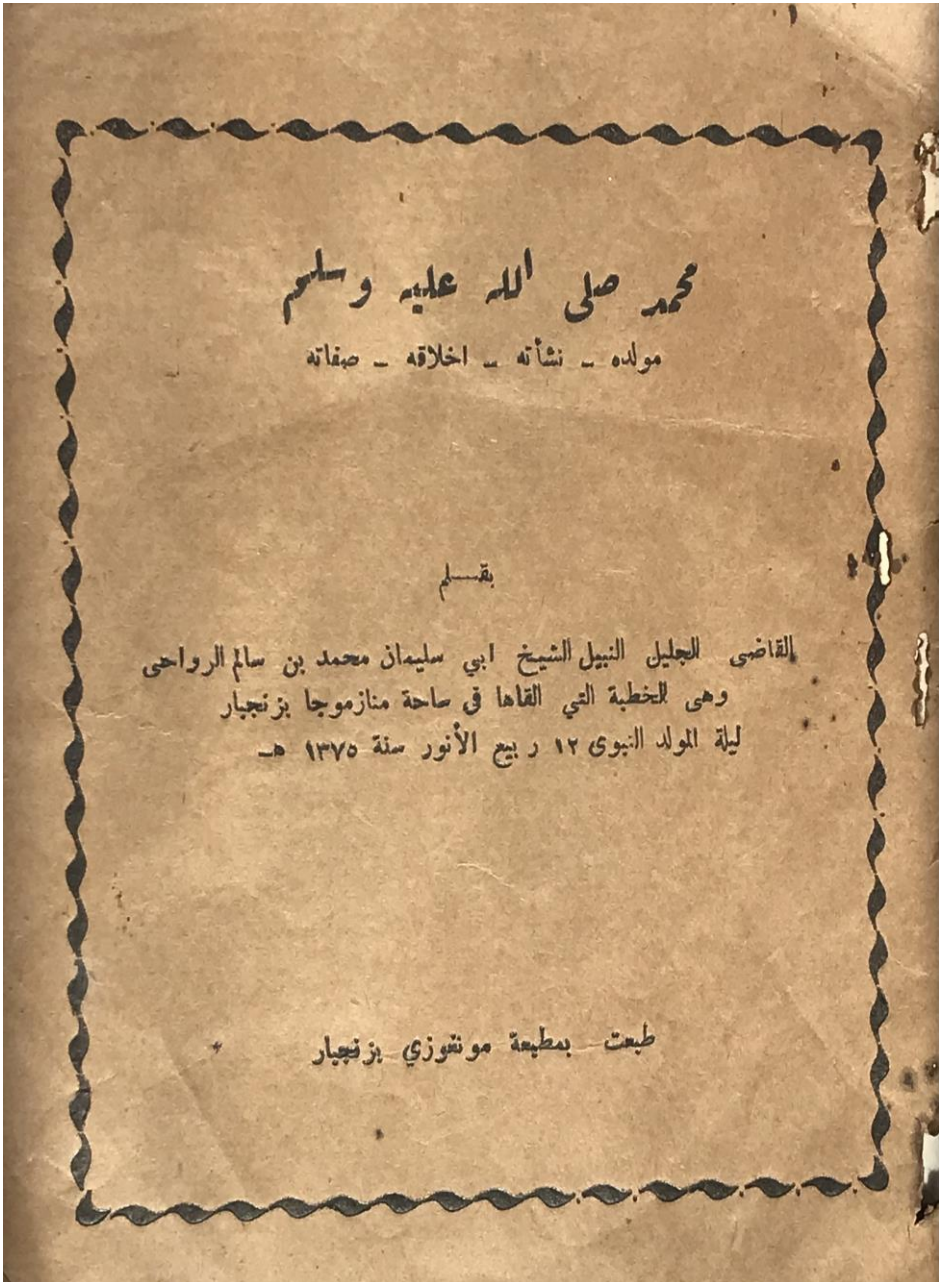 محمد صلى الله عليه وسلم
مولده – نشأته – اخلاقه – صفاته
بقـــلم
القاضى الجليل النبيل الشيخ ابي سليمان محمد بن سالم الرواحى
وهى الخطبة التي القاها فى ساحة منازموجا بزنجبار
ليلة المولد النبوى ١٢ ربيع الأنور سنة ١٣٧٥ هـ
طبعت بمطبعة مونغوزي بزنجبار